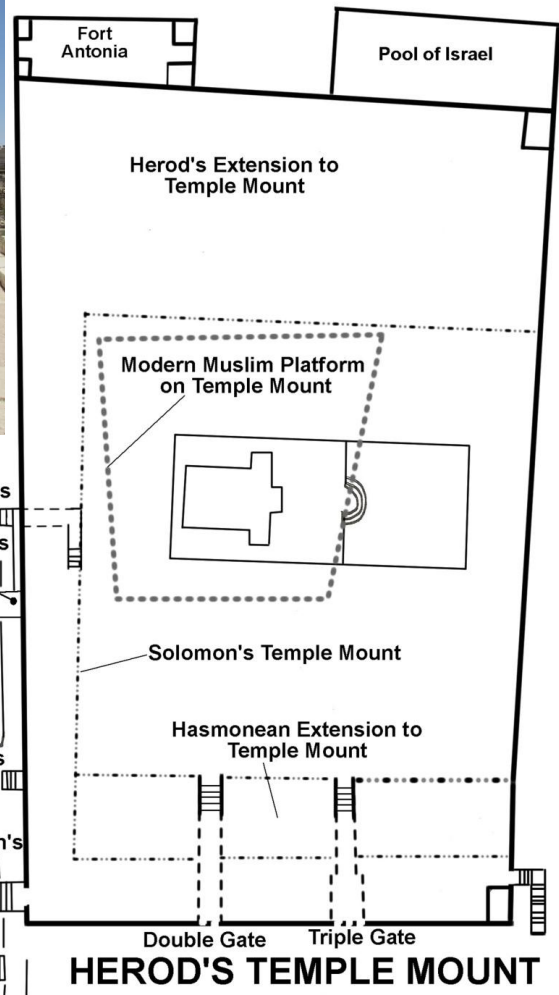 Fort
Antonia
Pool of Israel
Herod's Extension to
Temple Mount
Modern Muslim Platform
on Temple Mount
Solomon's Temple Mount
Hasmonean Extension to
Temple Mount
Double Gate
Triple Gate
HEROD'S TEMPLE MOUNT